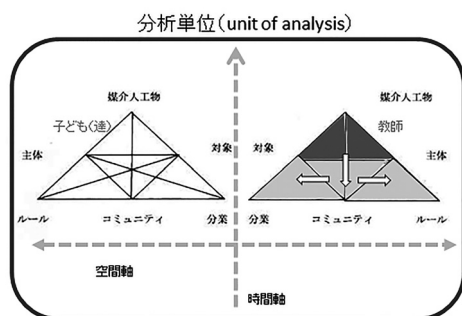 分析単位(unit of analysis)
媒介人工物
媒介人工物
子ども(達)
教師
主体
対象
対象
主体
ルール
コミュニティ
分業
分業
コミュニティ
ルール
空間軸
時間軸